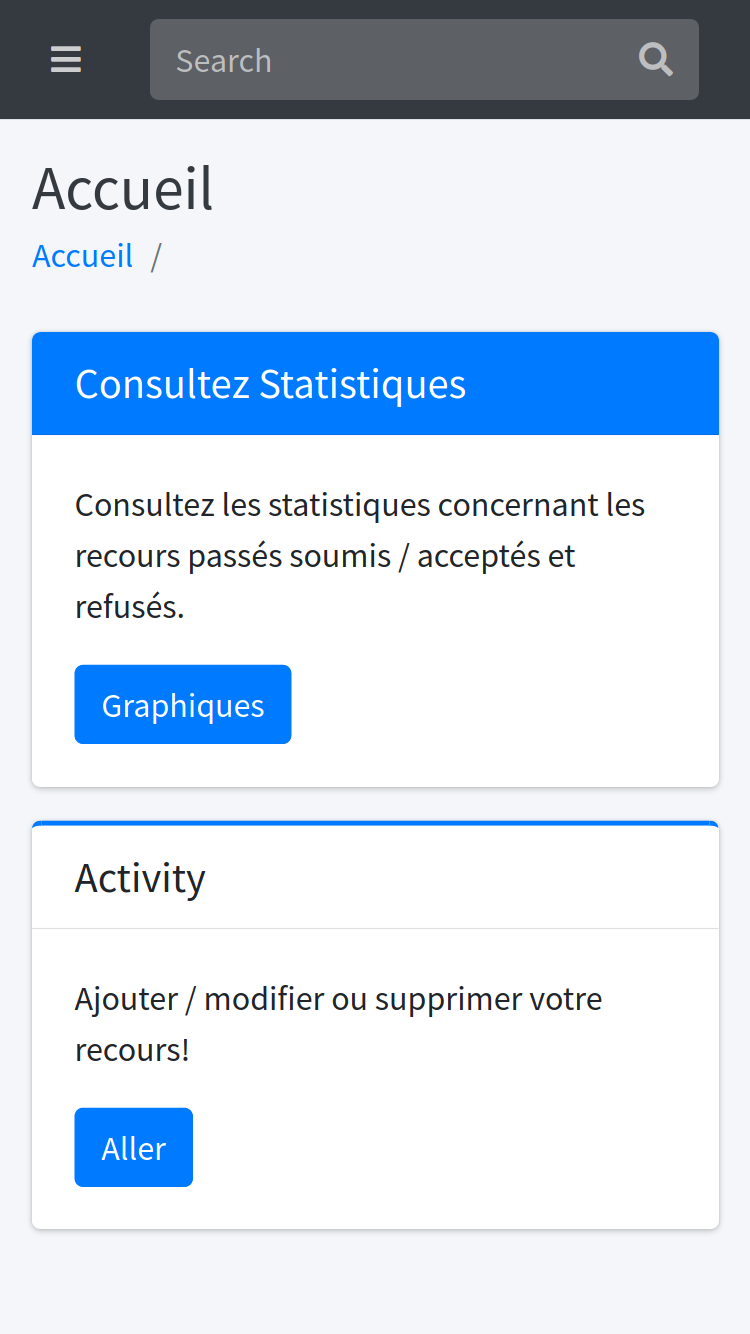 Search
Accueil
Accueil /
Consultez Statistiques
Consultez les statistiques concernant les
recours passés soumis / acceptés et
refusés.
Graphiques
Activity
Ajouter / modifier ou supprimer votre
recours!
Aller